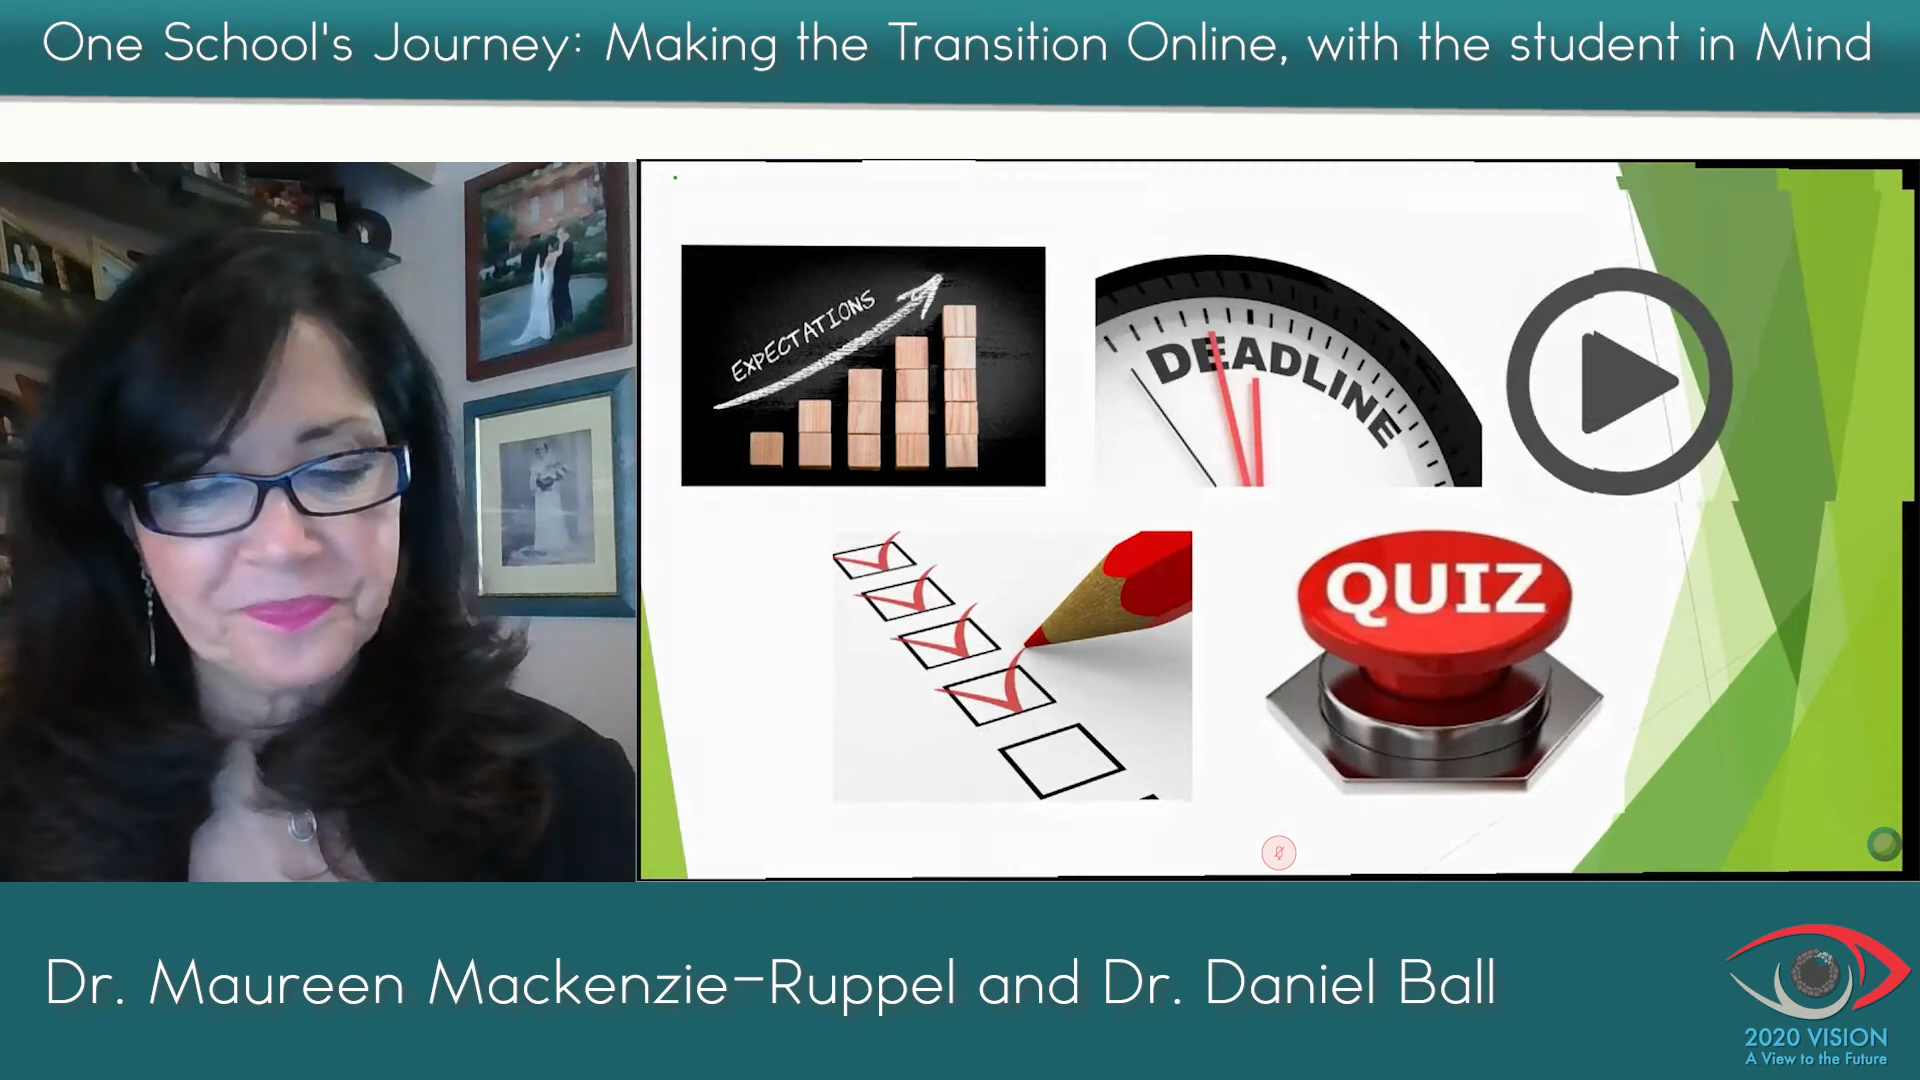 One School's Journey: Making the Transition Online, with the student in Mind
EXPECTATIONS
DEADLINE
QUIZ
Dr. Maureen Mackenzie-Ruppel and Dr. Daniel Ball
2020 VISION
A View to the Future